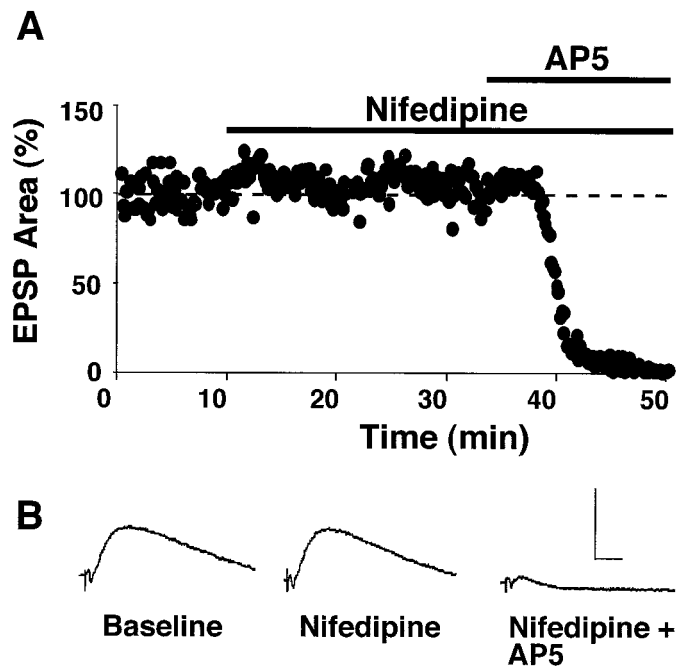 A
AP5
Nifedipine
150
100
50
0
EPSP Area (%)
0 10 20 30 40 50
Time (min)
B
Baseline
Nifedipine
Nifedipine +
AP5